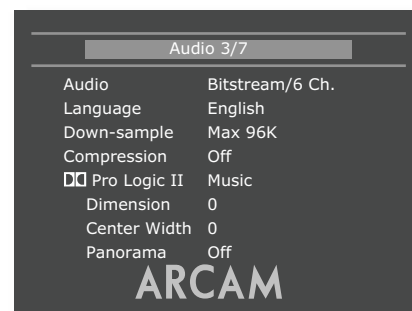 Audio 3/7
Audio Bitstream/6 Ch.
Language English
Down-sample Max 96K
Compression Off
Pro Logic II Music
Dimension 0
Center Width 0
Panorama Off
ARCAM